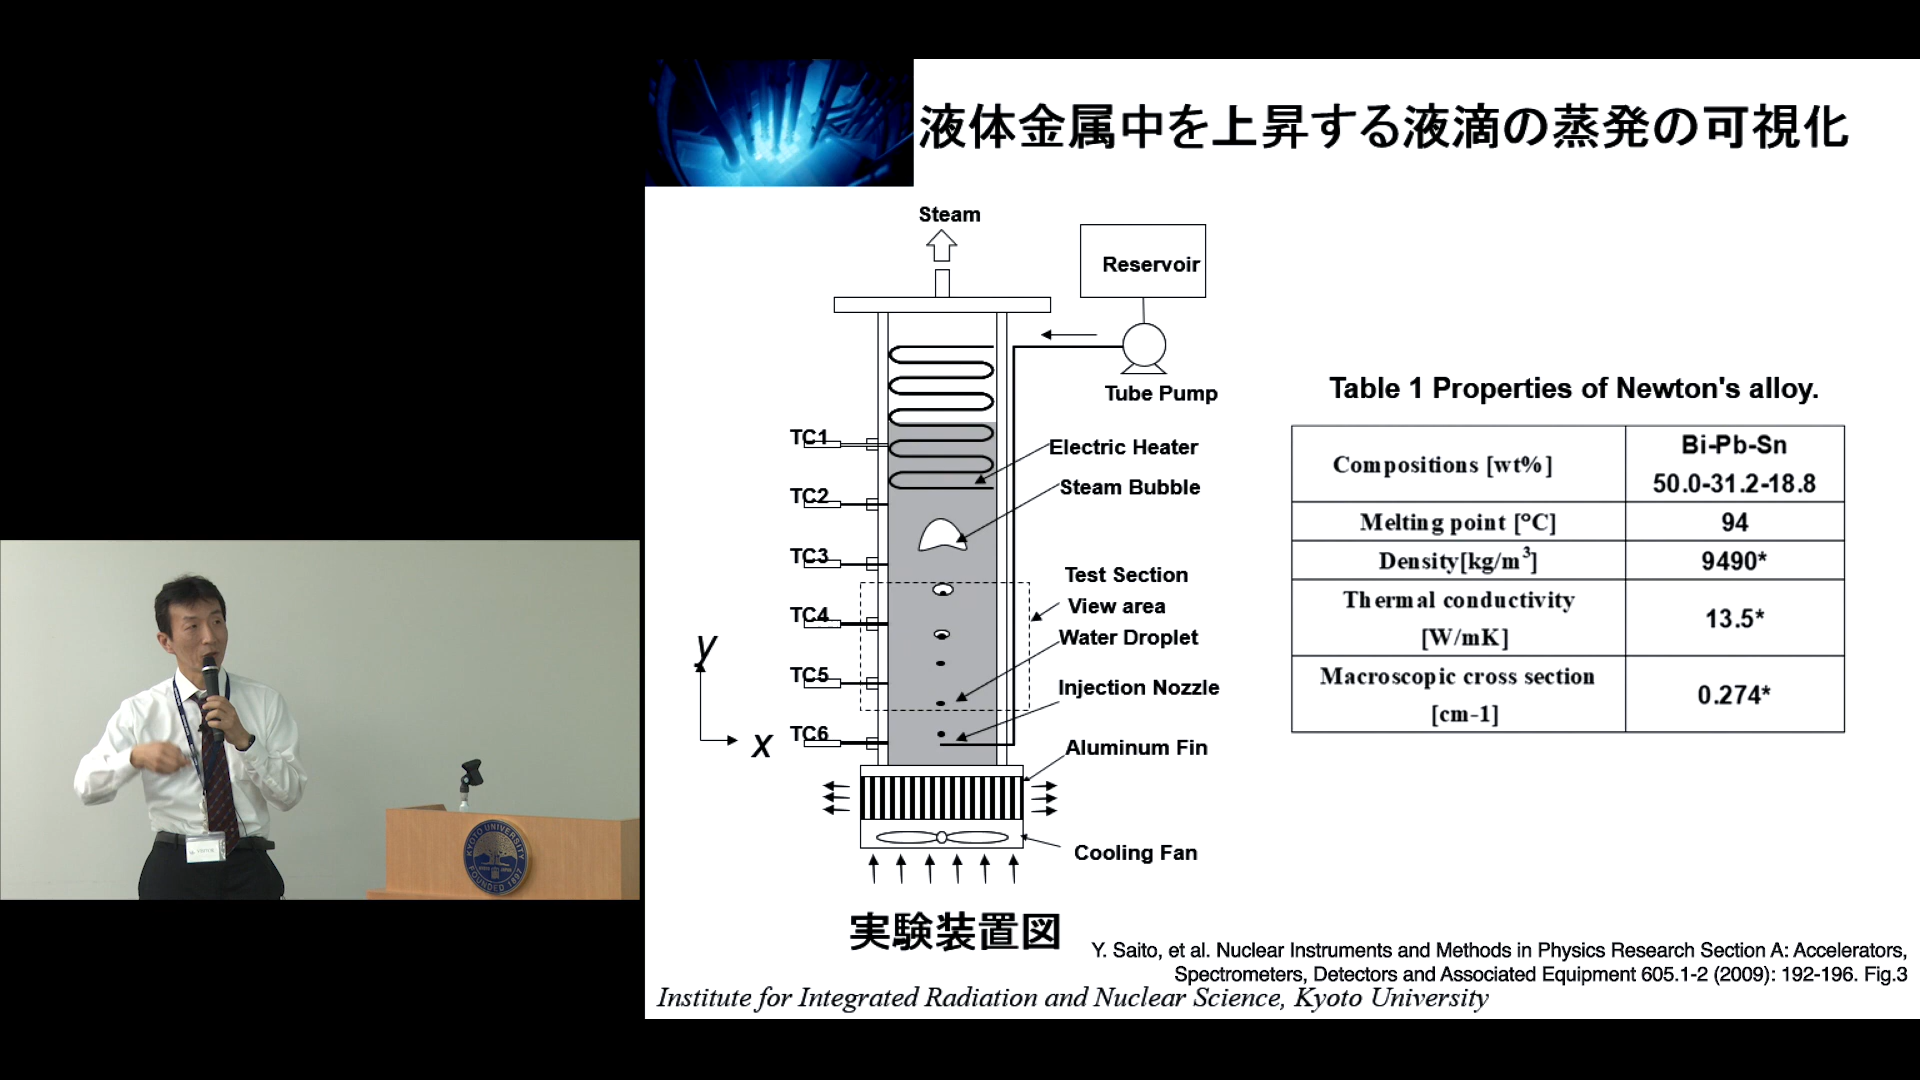 液体金属中を上昇する液滴の蒸発の可視化
Steam
Reservoir
Tube Pump
TC1
Electric Heater
Steam Bubble
TC2
TC3
Test Section
View area
TC4
Water Droplet
TC5
Injection Nozzle
y
x
TC6
Aluminum Fin
Cooling Fan
実験装置図
Table 1 Properties of Newton's alloy.
Compositions [wt%]
Bi-Pb-Sn
50.0-31.2-18.8
Melting point [°C]
94
Density[kg/m³]
9490*
Thermal conductivity
[W/mK]
13.5*
Macroscopic cross section
[cm-1]
0.274*
Y. Saito, et al. Nuclear Instruments and Methods in Physics Research Section A: Accelerators,
Spectrometers, Detectors and Associated Equipment 605.1-2 (2009): 192-196. Fig.3
Institute for Integrated Radiation and Nuclear Science, Kyoto University
KYOTO UNIVERSITY
FOUNDED 1897